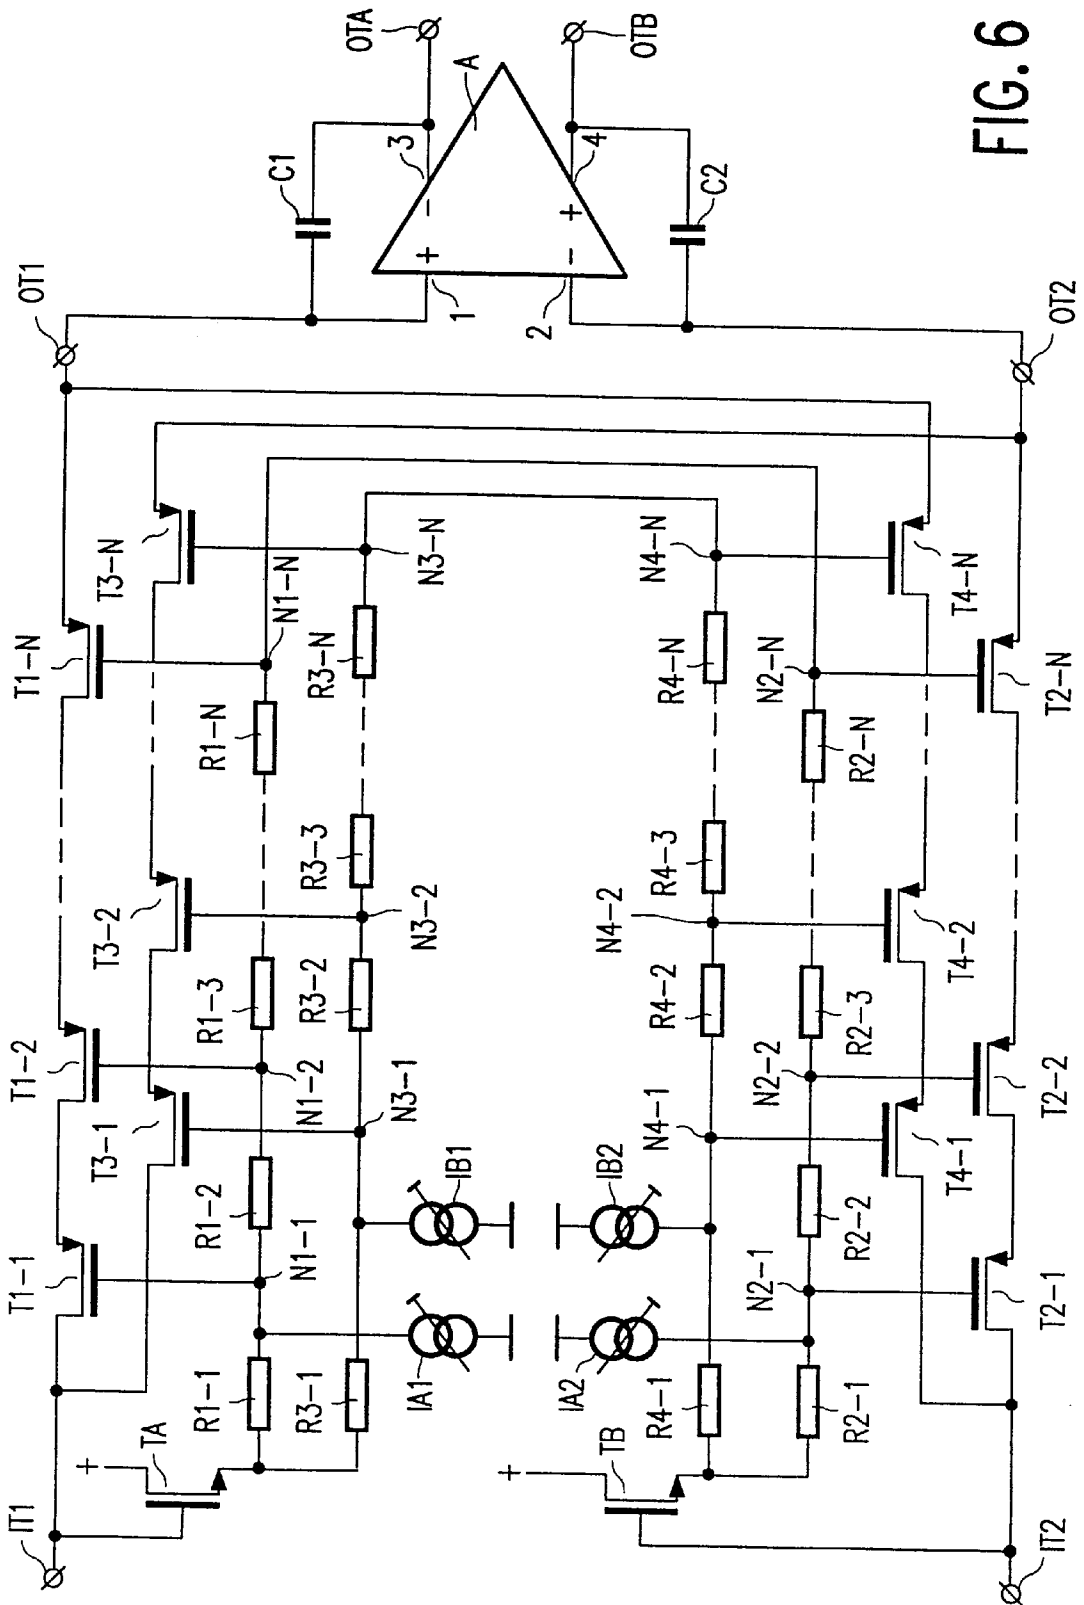 IT1
TA
+
R1-1
R3-1
T1-1
T3-1
T1-2
T3-2
T1-N
T3-N
N1-1
R1-2
N1-2
R1-3
R1-N
N1-N
N3-1
R3-2
N3-2
R3-3
R3-N
N3-N
IA1
IB1
IA2
IB2
TB
+
R4-1
R2-1
N4-1
R4-2
N4-2
R4-3
R4-N
N4-N
N2-1
R2-2
N2-2
R2-3
R2-N
N2-N
T4-1
T4-2
T4-N
T2-1
T2-2
T2-N
IT2
OT1
C1
OTA
1
+
-
3
A
2
-
+
4
OTB
C2
OT2
FIG. 6